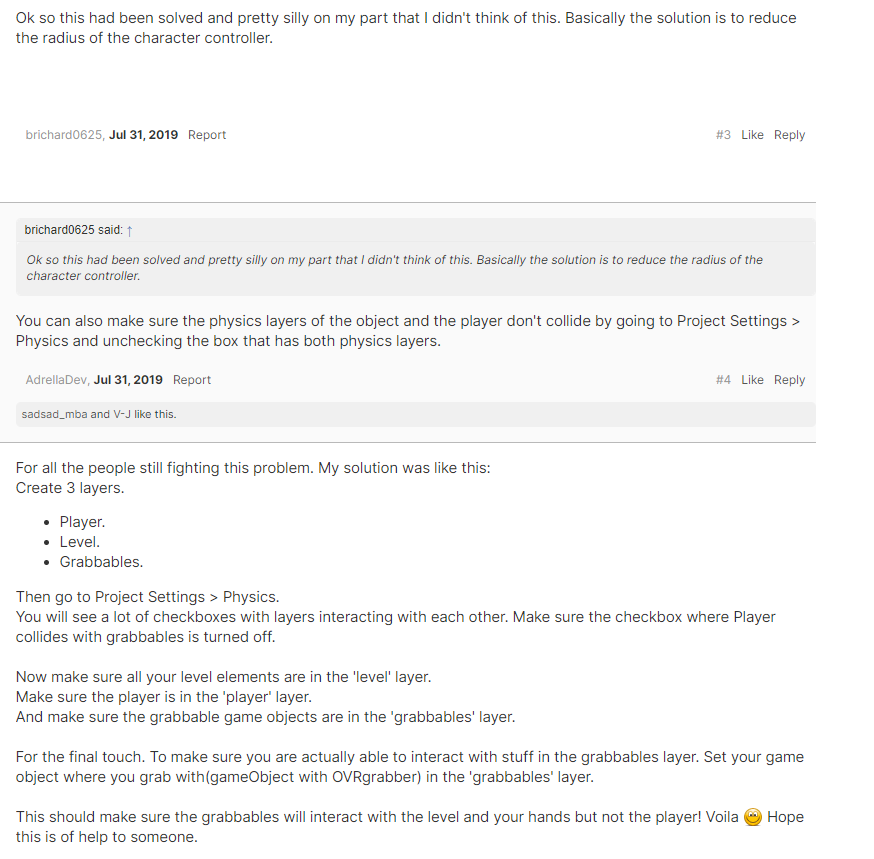 Ok so this had been solved and pretty silly on my part that I didn't think of this. Basically the solution is to reduce
the radius of the character controller.
brichard0625, Jul 31, 2019 Report #3 Like Reply
brichard0625 said: ↑
Ok so this had been solved and pretty silly on my part that I didn't think of this. Basically the solution is to reduce the radius of the
character controller.
You can also make sure the physics layers of the object and the player don't collide by going to Project Settings >
Physics and unchecking the box that has both physics layers.
AdrellaDev, Jul 31, 2019 Report #4 Like Reply
sadsad_mba and V-J like this.
For all the people still fighting this problem. My solution was like this:
Create 3 layers.
• Player.
• Level.
• Grabbables.
Then go to Project Settings > Physics.
You will see a lot of checkboxes with layers interacting with each other. Make sure the checkbox where Player
collides with grabbables is turned off.
Now make sure all your level elements are in the 'level' layer.
Make sure the player is in the 'player' layer.
And make sure the grabbable game objects are in the 'grabbables' layer.
For the final touch. To make sure you are actually able to interact with stuff in the grabbables layer. Set your game
object where you grab with(gameObject with OVRgrabber) in the 'grabbables' layer.
This should make sure the grabbables will interact with the level and your hands but not the player! Voila Hope
this is of help to someone.